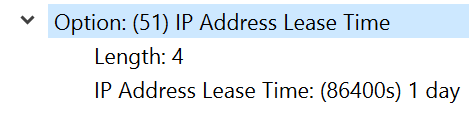 Option: (51) IP Address Lease Time
Length: 4
IP Address Lease Time: (86400s) 1 day